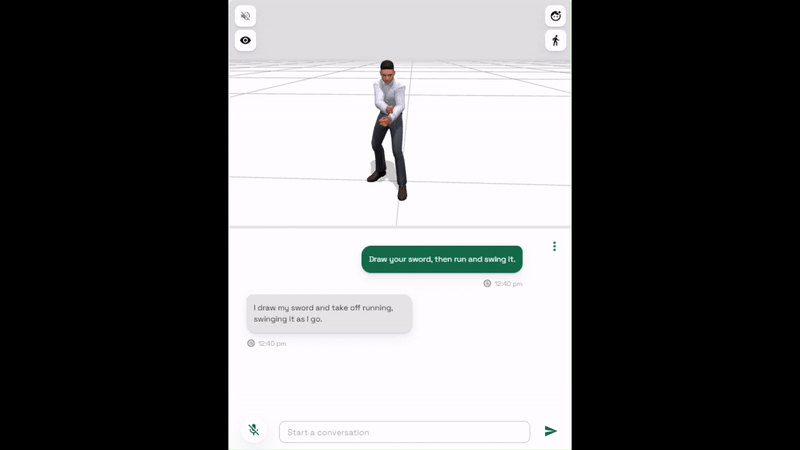 Draw your sword, then run and swing it.
12:40 pm
I draw my sword and take off running,
swinging it as I go.
12:40 pm
Start a conversation